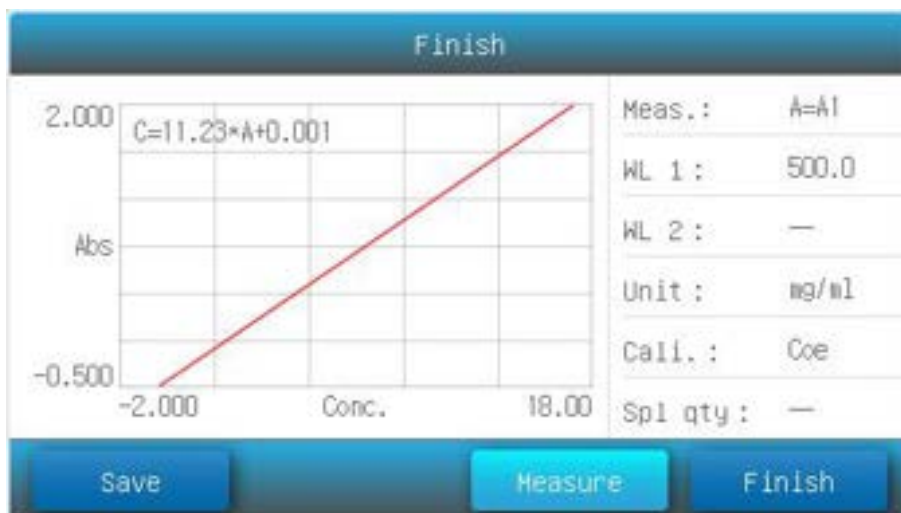 Finish
2.000
C=11.23*A+0.001
Abs
-0.500
-2.000
Conc.
18.00
Meas.: A=A1
WL 1: 500.0
WL 2: —
Unit: mg/ml
Cali.: Coe
Spl qty: —
Save
Measure
Finish